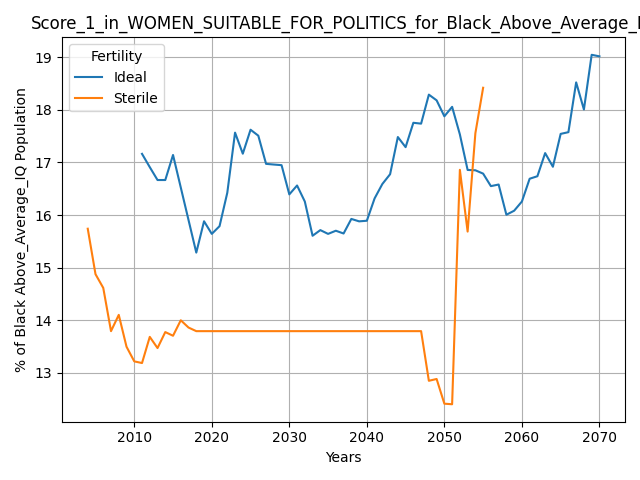 Score_1_in_WOMEN_SUITABLE_FOR_POLITICS_for_Black_Above_Average_I
Fertility
Ideal
Sterile
% of Black Above_Average_IQ Population
19
18
17
16
15
14
13
2010 2020 2030 2040 2050 2060 2070
Years